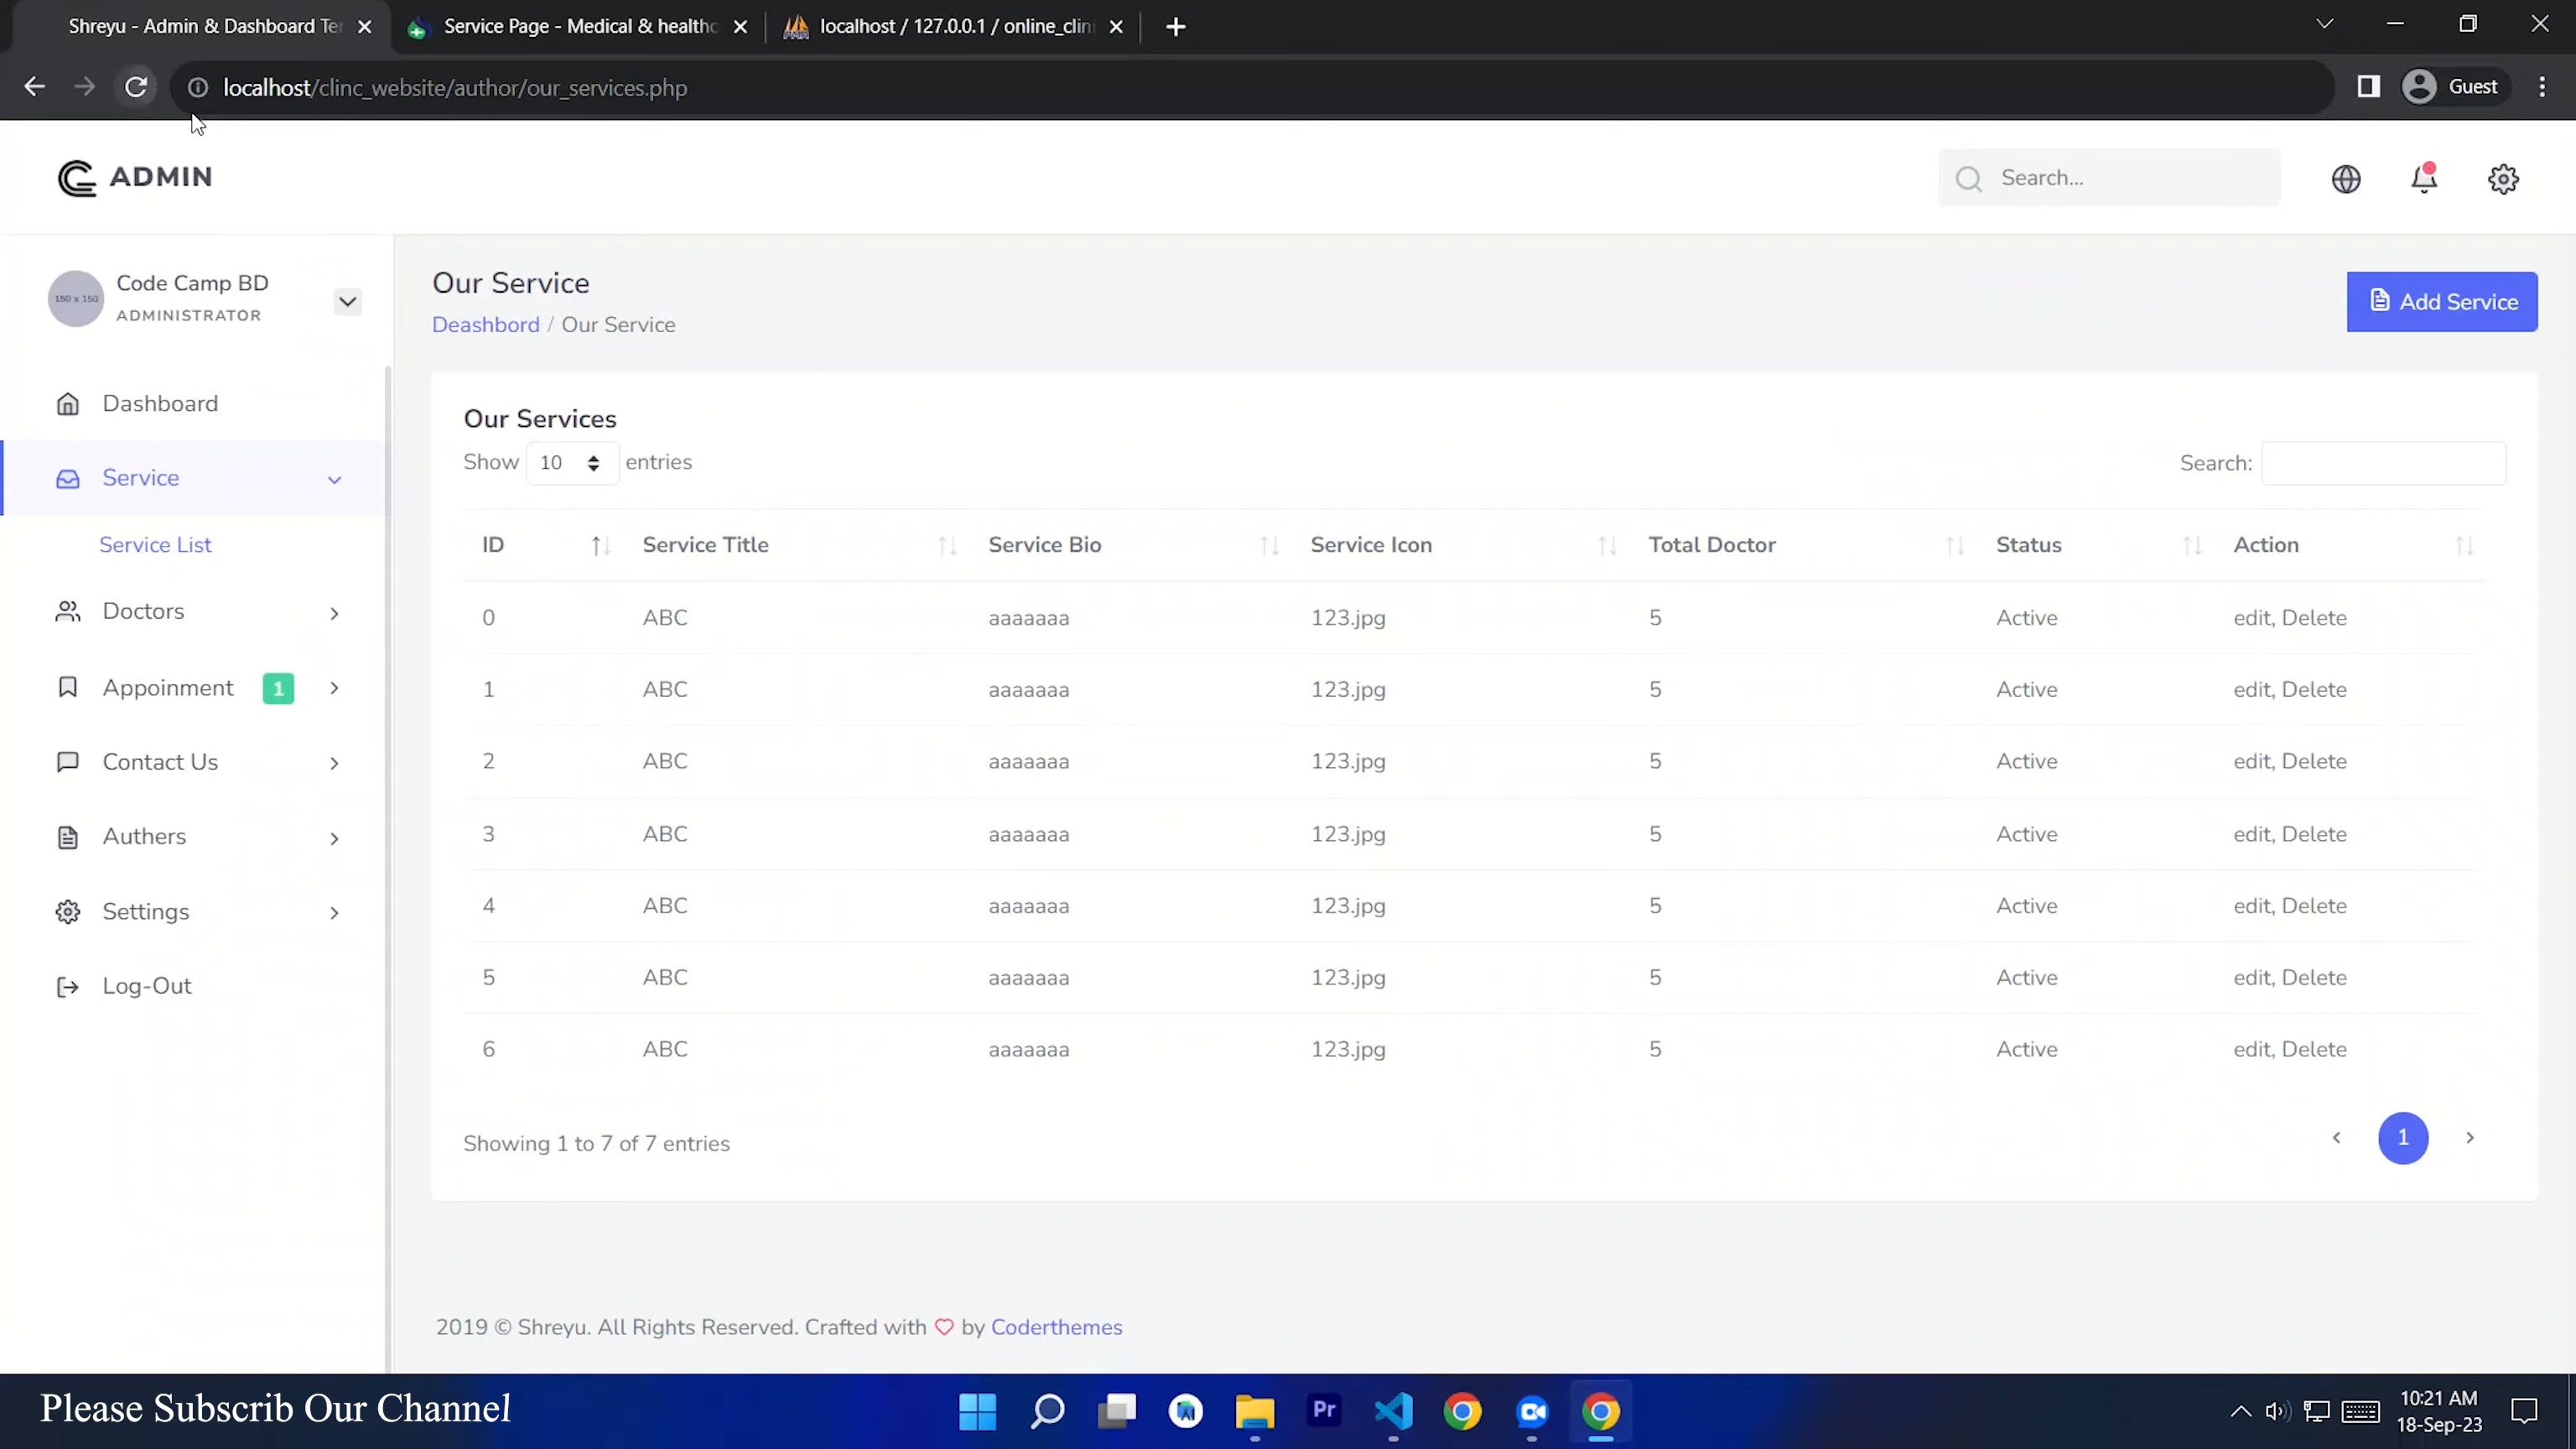 Shreyu - Admin & Dashboard Te
Service Page - Medical & healthc
localhost / 127.0.0.1 / online_clin
localhost/clinc_website/author/our_services.php
Guest
ADMIN
Search...
150 x 150
Code Camp BD
ADMINISTRATOR
Dashboard
Service
Service List
Doctors
Appoinment 1
Contact Us
Authers
Settings
Log-Out
Our Service
Deashbord / Our Service
Add Service
Our Services
Show 10 entries
Search:
ID Service Title Service Bio Service Icon Total Doctor Status Action
0 ABC aaaaaaa 123.jpg 5 Active edit, Delete
1 ABC aaaaaaa 123.jpg 5 Active edit, Delete
2 ABC aaaaaaa 123.jpg 5 Active edit, Delete
3 ABC aaaaaaa 123.jpg 5 Active edit, Delete
4 ABC aaaaaaa 123.jpg 5 Active edit, Delete
5 ABC aaaaaaa 123.jpg 5 Active edit, Delete
6 ABC aaaaaaa 123.jpg 5 Active edit, Delete
Showing 1 to 7 of 7 entries
1
2019 © Shreyu. All Rights Reserved. Crafted with by Coderthemes
Please Subscrib Our Channel
Pr
10:21 AM
18-Sep-23